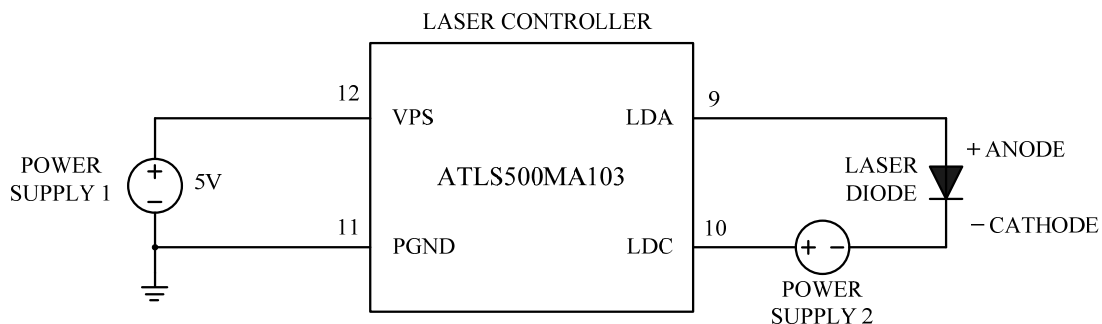 LASER CONTROLLER
12
9
VPS
LDA
+ ANODE
POWER
SUPPLY 1
+
5V
−
ATLS500MA103
LASER
DIODE
11
10
PGND
LDC
+ −
− CATHODE
POWER
SUPPLY 2